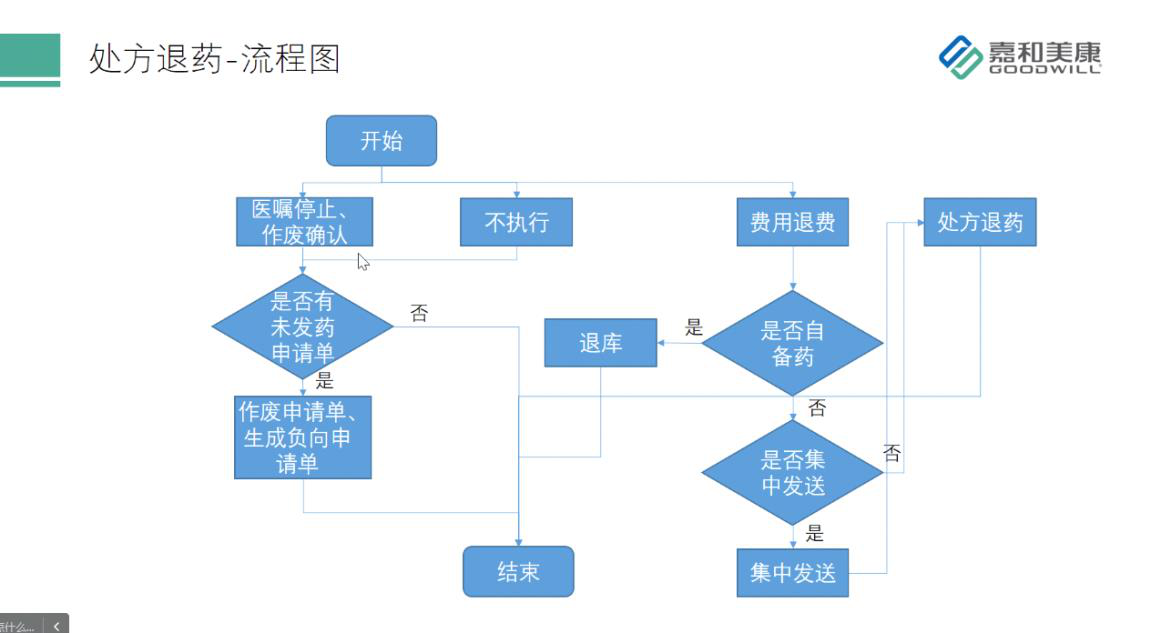 处方退药-流程图
嘉和美康
GOODWILL
开始
医嘱停止、
作废确认
不执行
费用退费
处方退药
是否有
未发药
申请单
否
是
退库
是
是否自
备药
否
作废申请单、
生成负向申
请单
是否集
中发送
否
是
结束
集中发送